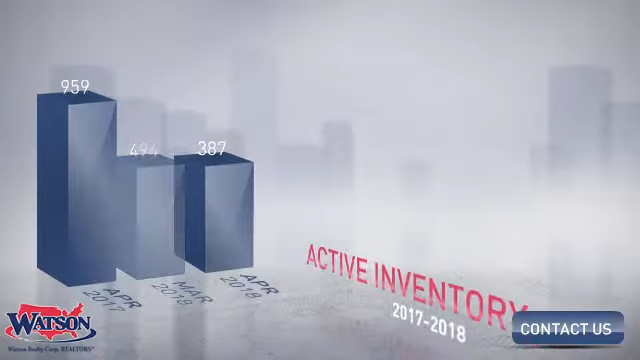 959
494
387
APR
2017
MAR
2018
APR
2018
ACTIVE INVENTORY
2017-2018
CONTACT US
WATSON
Watson Realty Corp. REALTORS®